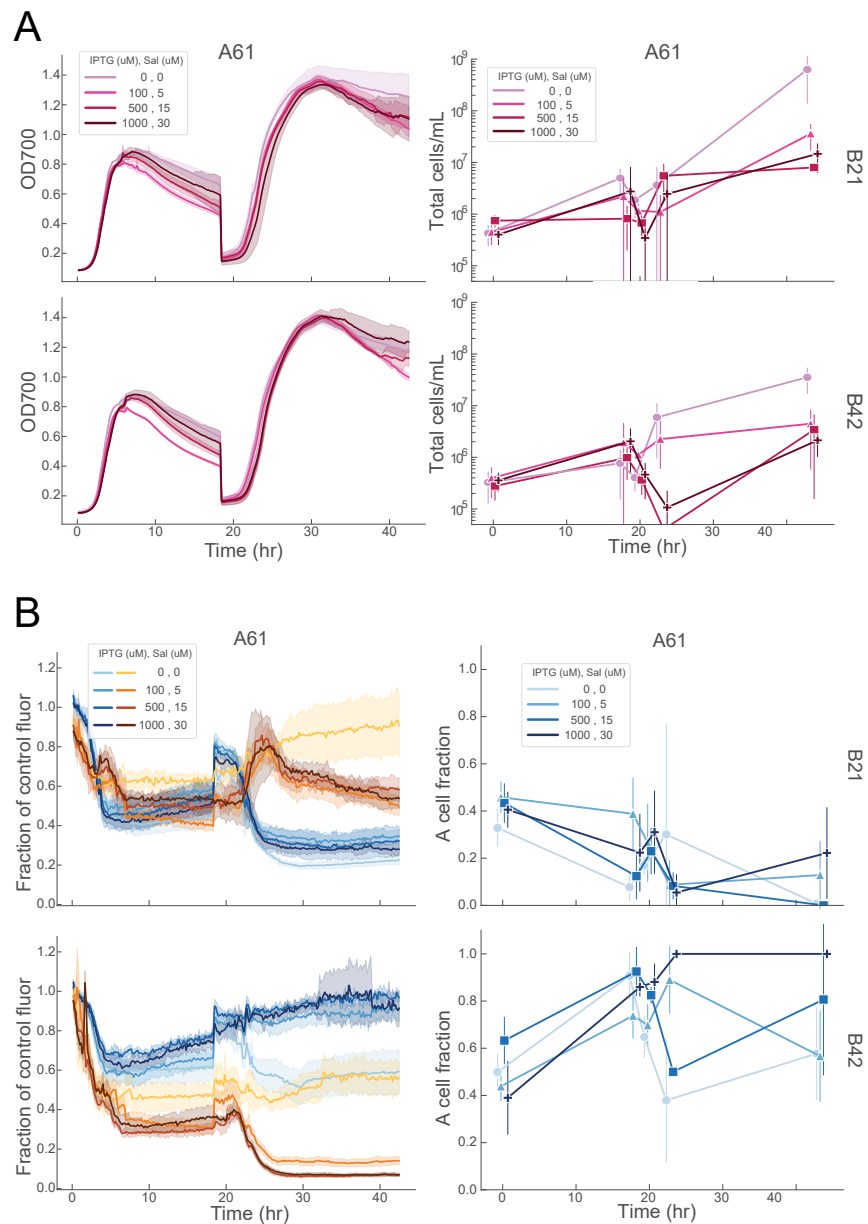 A
A61
OD700
IPTG (uM), Sal (uM)
0 , 0
100 , 5
500 , 15
1000 , 30
1.4
1.2
1.0
0.8
0.6
0.4
0.2
A61
Total cells/mL
IPTG (uM), Sal (uM)
0 , 0
100 , 5
500 , 15
1000 , 30
10^9
10^8
10^7
10^6
10^5
B21
OD700
1.4
1.2
1.0
0.8
0.6
0.4
0.2
0 10 20 30 40
Time (hr)
Total cells/mL
10^9
10^8
10^7
10^6
10^5
0 10 20 30 40
Time (hr)
B42
B
A61
Fraction of control fluor
IPTG (uM), Sal (uM)
0 , 0
100 , 5
500 , 15
1000 , 30
1.2
1.0
0.8
0.6
0.4
0.2
0.0
A61
A cell fraction
IPTG (uM), Sal (uM)
0 , 0
100 , 5
500 , 15
1000 , 30
1.0
0.8
0.6
0.4
0.2
0.0
B21
Fraction of control fluor
1.2
1.0
0.8
0.6
0.4
0.2
0.0
0 10 20 30 40
Time (hr)
A cell fraction
1.0
0.8
0.6
0.4
0.2
0.0
0 10 20 30 40
Time (hr)
B42